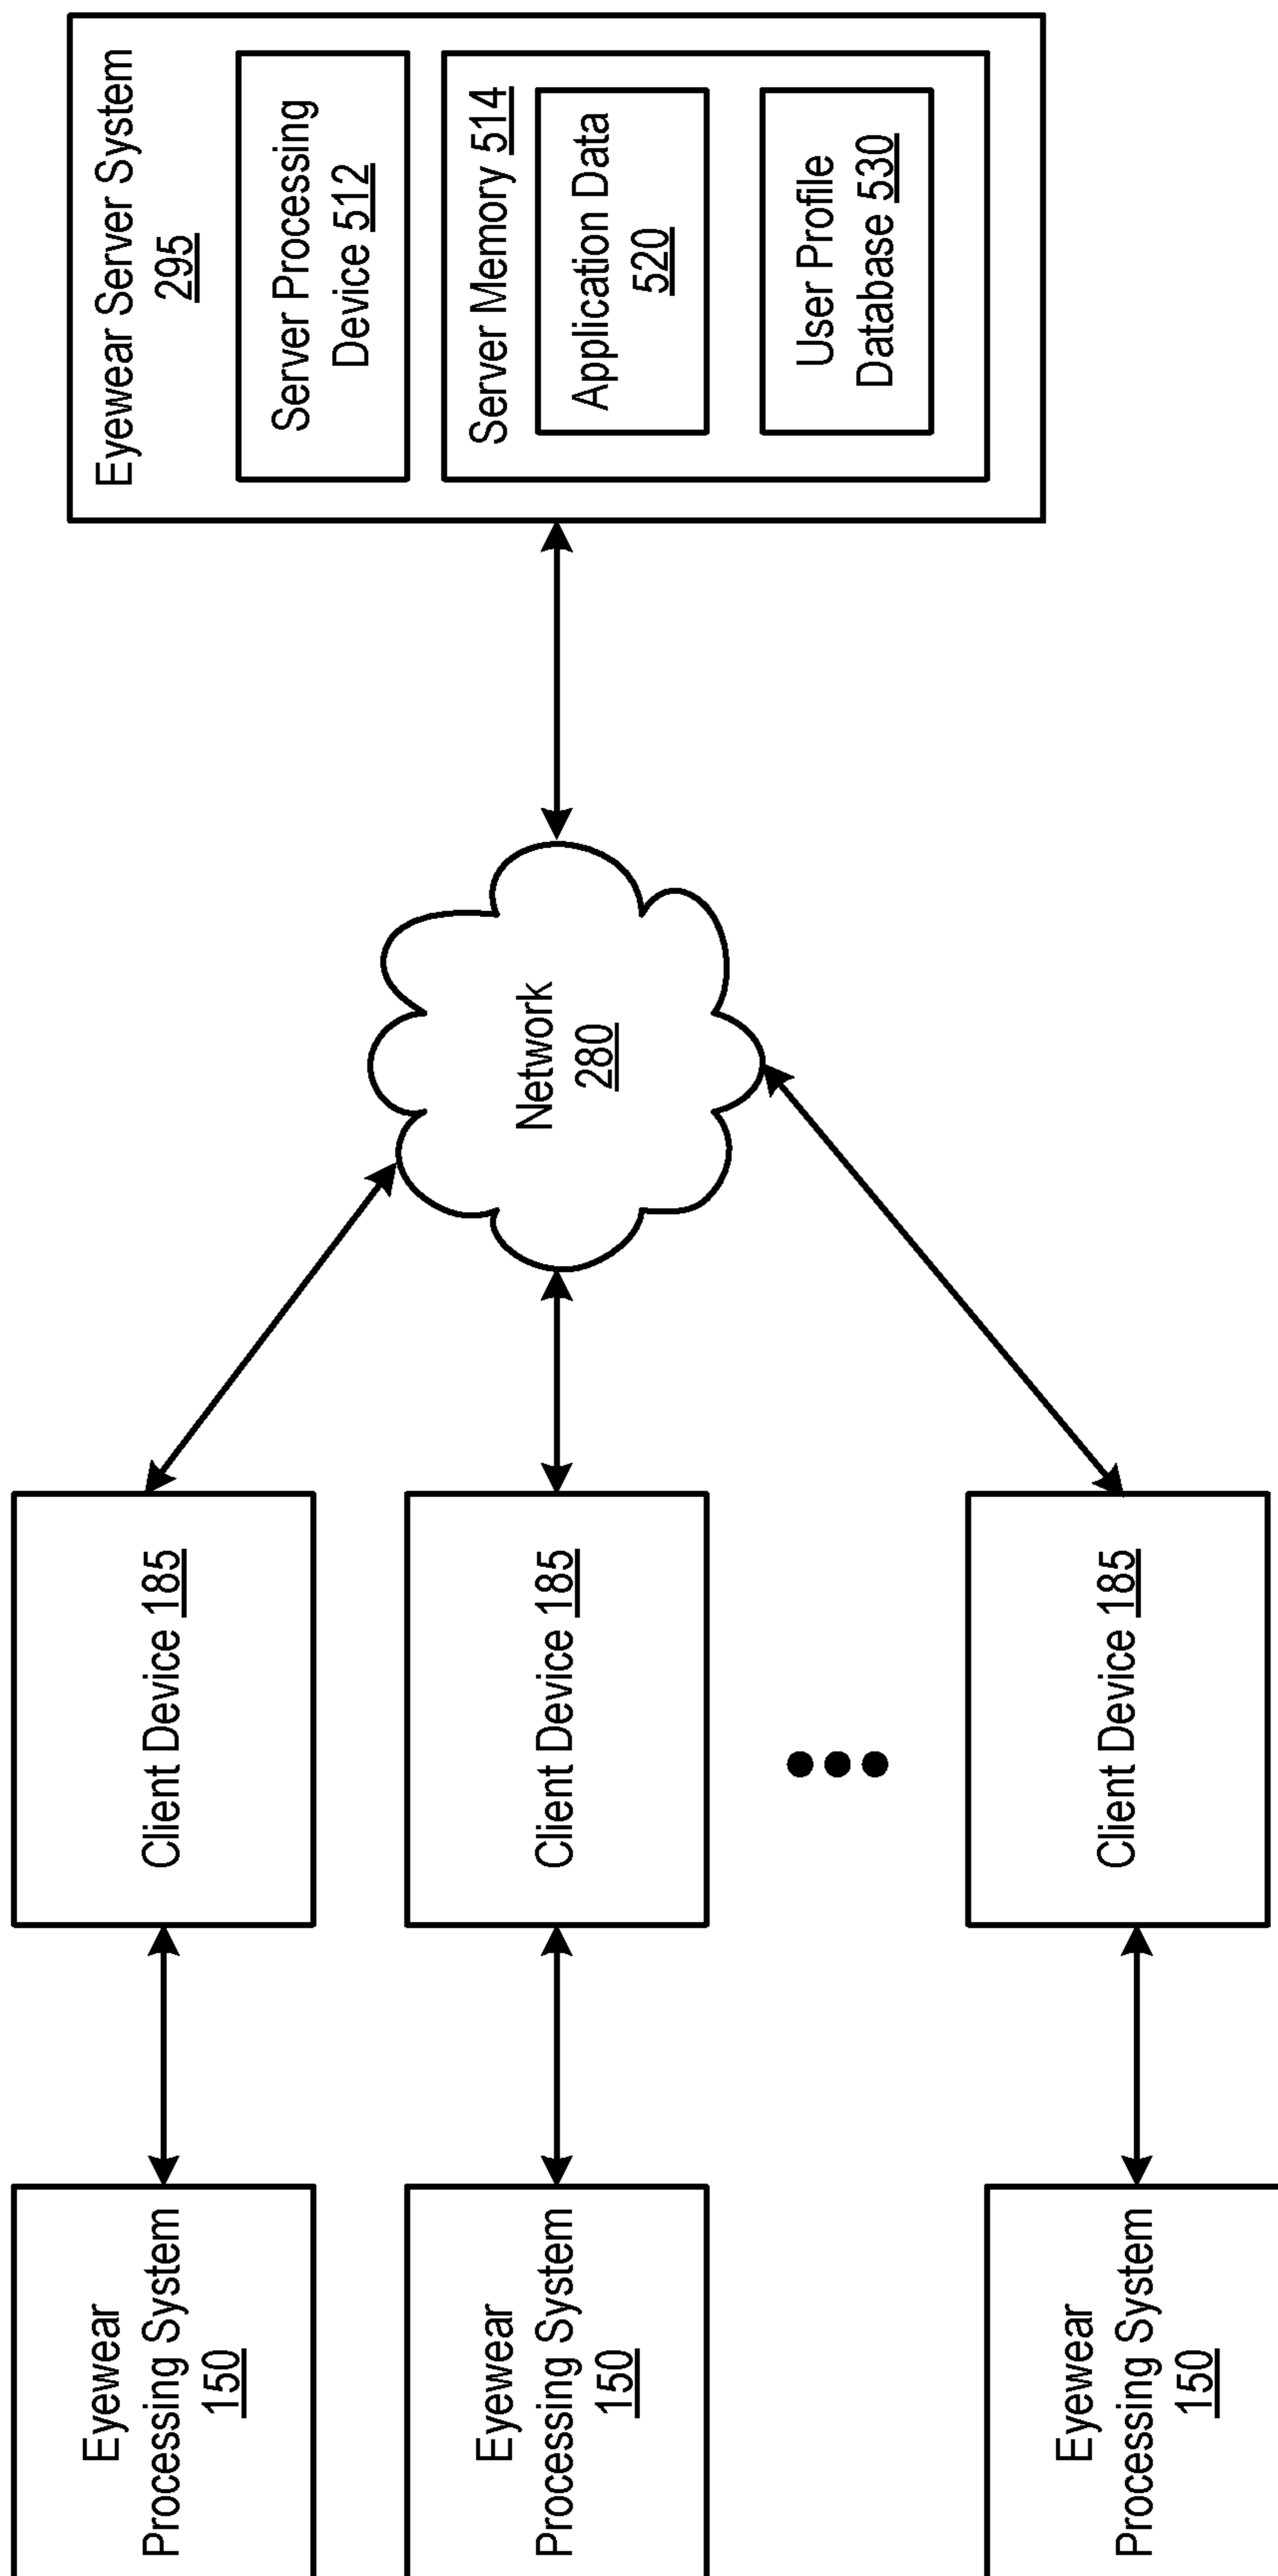 Eyewear
Processing System
150
Client Device 185
Eyewear
Processing System
150
Client Device 185
Eyewear
Processing System
150
Client Device 185
Network
280
Eyewear Server System
295
Server Processing
Device 512
Server Memory 514
Application Data
520
User Profile
Database 530